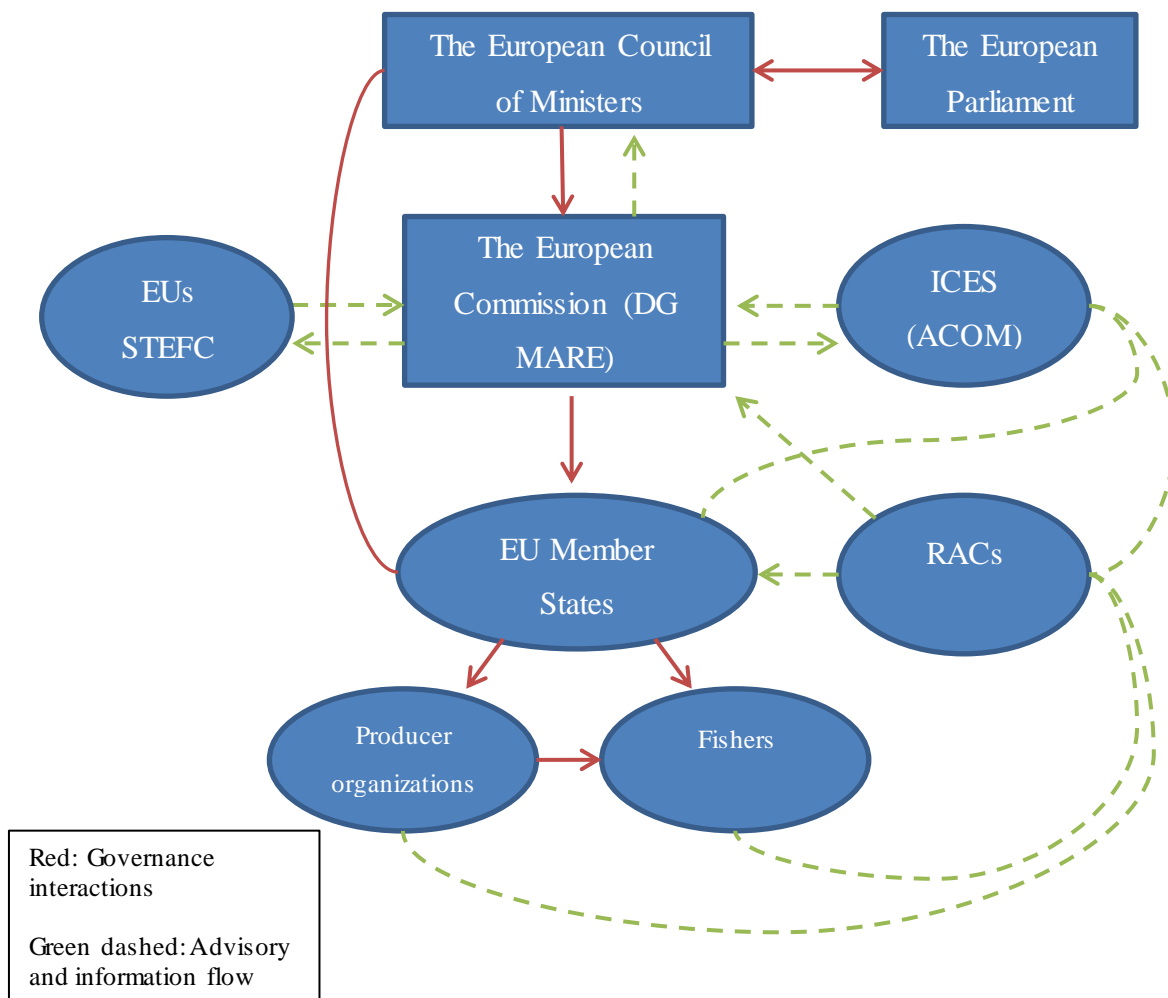 The European Council
of Ministers
The European
Parliament
The European
Commission (DG
MARE)
EUs
STEFC
ICES
(ACOM)
EU Member
States
RACs
Producer
organizations
Fishers
Red: Governance
interactions
Green dashed: Advisory
and information flow